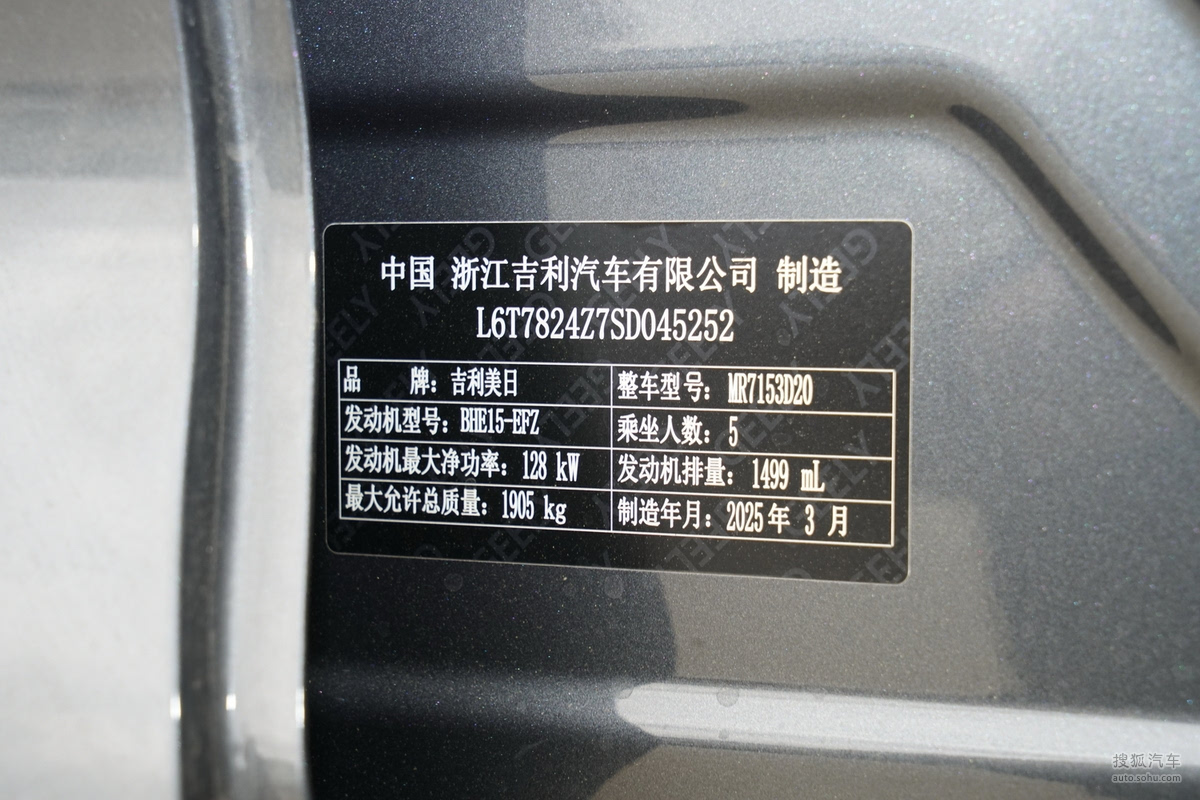 中国 浙江吉利汽车有限公司 制造
L6T7824Z7SD045252
品 牌：吉利美日 整车型号：MR7153D20
发动机型号：BHE15-EFZ 乘坐人数：5
发动机最大净功率：128 kW 发动机排量：1499 mL
最大允许总质量：1905 kg 制造年月：2025年 3 月
搜狐汽车
auto.sohu.com